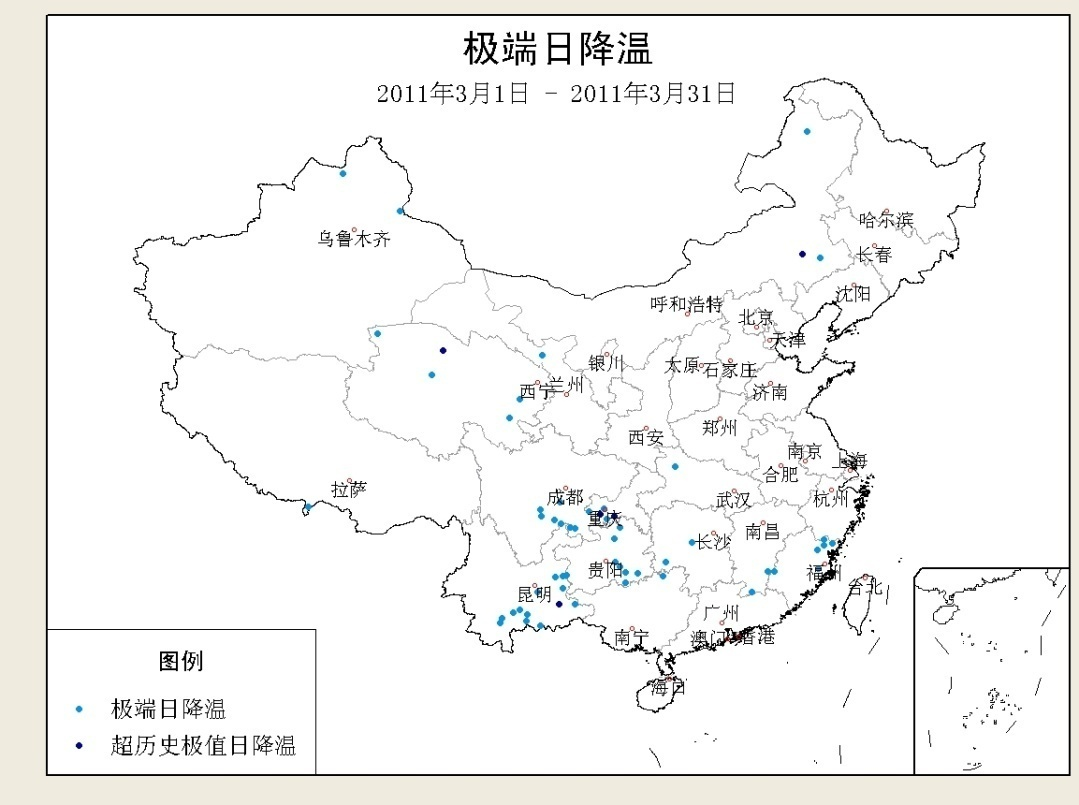 极端日降温
2011年3月1日 - 2011年3月31日
哈尔滨
乌鲁木齐
长春
沈阳
呼和浩特
北京
天津
银川
太原
石家庄
西宁
兰州
济南
郑州
西安
南京
上海
合肥
拉萨
成都
武汉
杭州
重庆
南昌
长沙
贵阳
福州
昆明
台北
广州
南宁
澳门
香港
海口
图例
极端日降温
超历史极值日降温